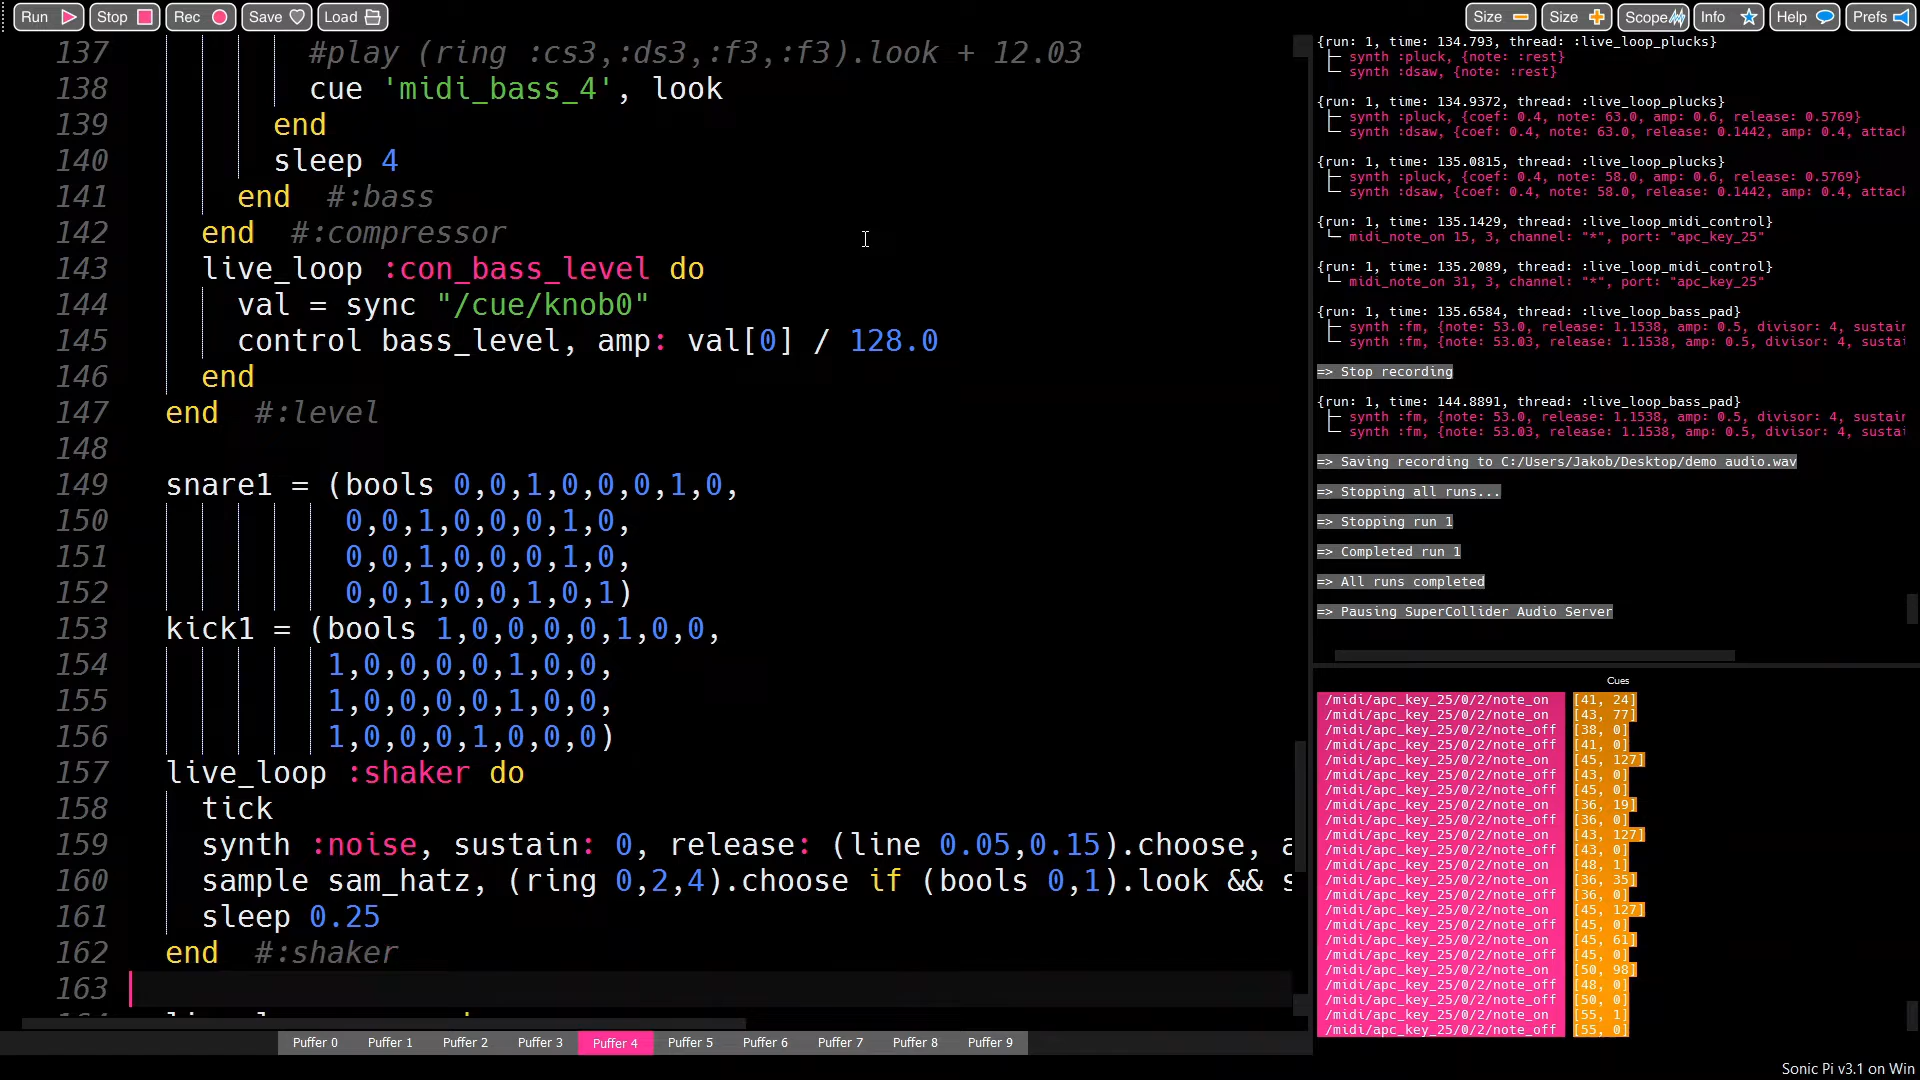 Run Stop Rec Save Load Size Size Scope Info Help Prefs
137 #play (ring :cs3,:ds3,:f3,:f3).look + 12.03
138 cue 'midi_bass_4', look
139 end
140 sleep 4
141 end #:bass
142 end #:compressor
143 live_loop :con_bass_level do
144 val = sync "/cue/knob0"
145 control bass_level, amp: val[0] / 128.0
146 end
147 end #:level
148
149 snare1 = (bools 0,0,1,0,0,0,1,0,
150 0,0,1,0,0,0,1,0,
151 0,0,1,0,0,0,1,0,
152 0,0,1,0,0,1,0,1)
153 kick1 = (bools 1,0,0,0,0,1,0,0,
154 1,0,0,0,0,1,0,0,
155 1,0,0,0,0,1,0,0,
156 1,0,0,0,1,0,0,0)
157 live_loop :shaker do
158 tick
159 synth :noise, sustain: 0, release: (line 0.05,0.15).choose, a
160 sample sam_hatz, (ring 0,2,4).choose if (bools 0,1).look && s
161 sleep 0.25
162 end #:shaker
163
Puffer 0 Puffer 1 Puffer 2 Puffer 3 Puffer 4 Puffer 5 Puffer 6 Puffer 7 Puffer 8 Puffer 9
{run: 1, time: 134.793, thread: :live_loop_plucks}
synth :pluck, {note: :rest}
synth :dsaw, {note: :rest}
{run: 1, time: 134.9372, thread: :live_loop_plucks}
synth :pluck, {coef: 0.4, note: 63.0, amp: 0.6, release: 0.5769}
synth :dsaw, {coef: 0.4, note: 63.0, release: 0.1442, amp: 0.4, attac
{run: 1, time: 135.0815, thread: :live_loop_plucks}
synth :pluck, {coef: 0.4, note: 58.0, amp: 0.6, release: 0.5769}
synth :dsaw, {coef: 0.4, note: 58.0, release: 0.1442, amp: 0.4, attac
{run: 1, time: 135.1429, thread: :live_loop_midi_control}
midi_note_on 15, 3, channel: "*", port: "apc_key_25"
{run: 1, time: 135.2089, thread: :live_loop_midi_control}
midi_note_on 31, 3, channel: "*", port: "apc_key_25"
{run: 1, time: 135.6584, thread: :live_loop_bass_pad}
synth :fm, {note: 53.0, release: 1.1538, amp: 0.5, divisor: 4, sustain
synth :fm, {note: 53.03, release: 1.1538, amp: 0.5, divisor: 4, sustai
=> Stop recording
{run: 1, time: 144.8891, thread: :live_loop_bass_pad}
synth :fm, {note: 53.0, release: 1.1538, amp: 0.5, divisor: 4, sustain
synth :fm, {note: 53.03, release: 1.1538, amp: 0.5, divisor: 4, sustai
=> Saving recording to C:/Users/Jakob/Desktop/demo audio.wav
=> Stopping all runs...
=> Stopping run 1
=> Completed run 1
=> All runs completed
=> Pausing SuperCollider Audio Server
Cues
/midi/apc_key_25/0/2/note_on [41, 24]
/midi/apc_key_25/0/2/note_on [43, 77]
/midi/apc_key_25/0/2/note_off [38, 0]
/midi/apc_key_25/0/2/note_off [41, 0]
/midi/apc_key_25/0/2/note_on [45, 127]
/midi/apc_key_25/0/2/note_off [43, 0]
/midi/apc_key_25/0/2/note_off [45, 0]
/midi/apc_key_25/0/2/note_on [36, 19]
/midi/apc_key_25/0/2/note_off [36, 0]
/midi/apc_key_25/0/2/note_on [43, 127]
/midi/apc_key_25/0/2/note_off [43, 0]
/midi/apc_key_25/0/2/note_on [48, 1]
/midi/apc_key_25/0/2/note_on [36, 35]
/midi/apc_key_25/0/2/note_off [36, 0]
/midi/apc_key_25/0/2/note_on [45, 127]
/midi/apc_key_25/0/2/note_off [45, 0]
/midi/apc_key_25/0/2/note_on [45, 61]
/midi/apc_key_25/0/2/note_off [45, 0]
/midi/apc_key_25/0/2/note_on [50, 98]
/midi/apc_key_25/0/2/note_off [48, 0]
/midi/apc_key_25/0/2/note_off [50, 0]
/midi/apc_key_25/0/2/note_on [55, 1]
/midi/apc_key_25/0/2/note_off [55, 0]
Sonic Pi v3.1 on Win